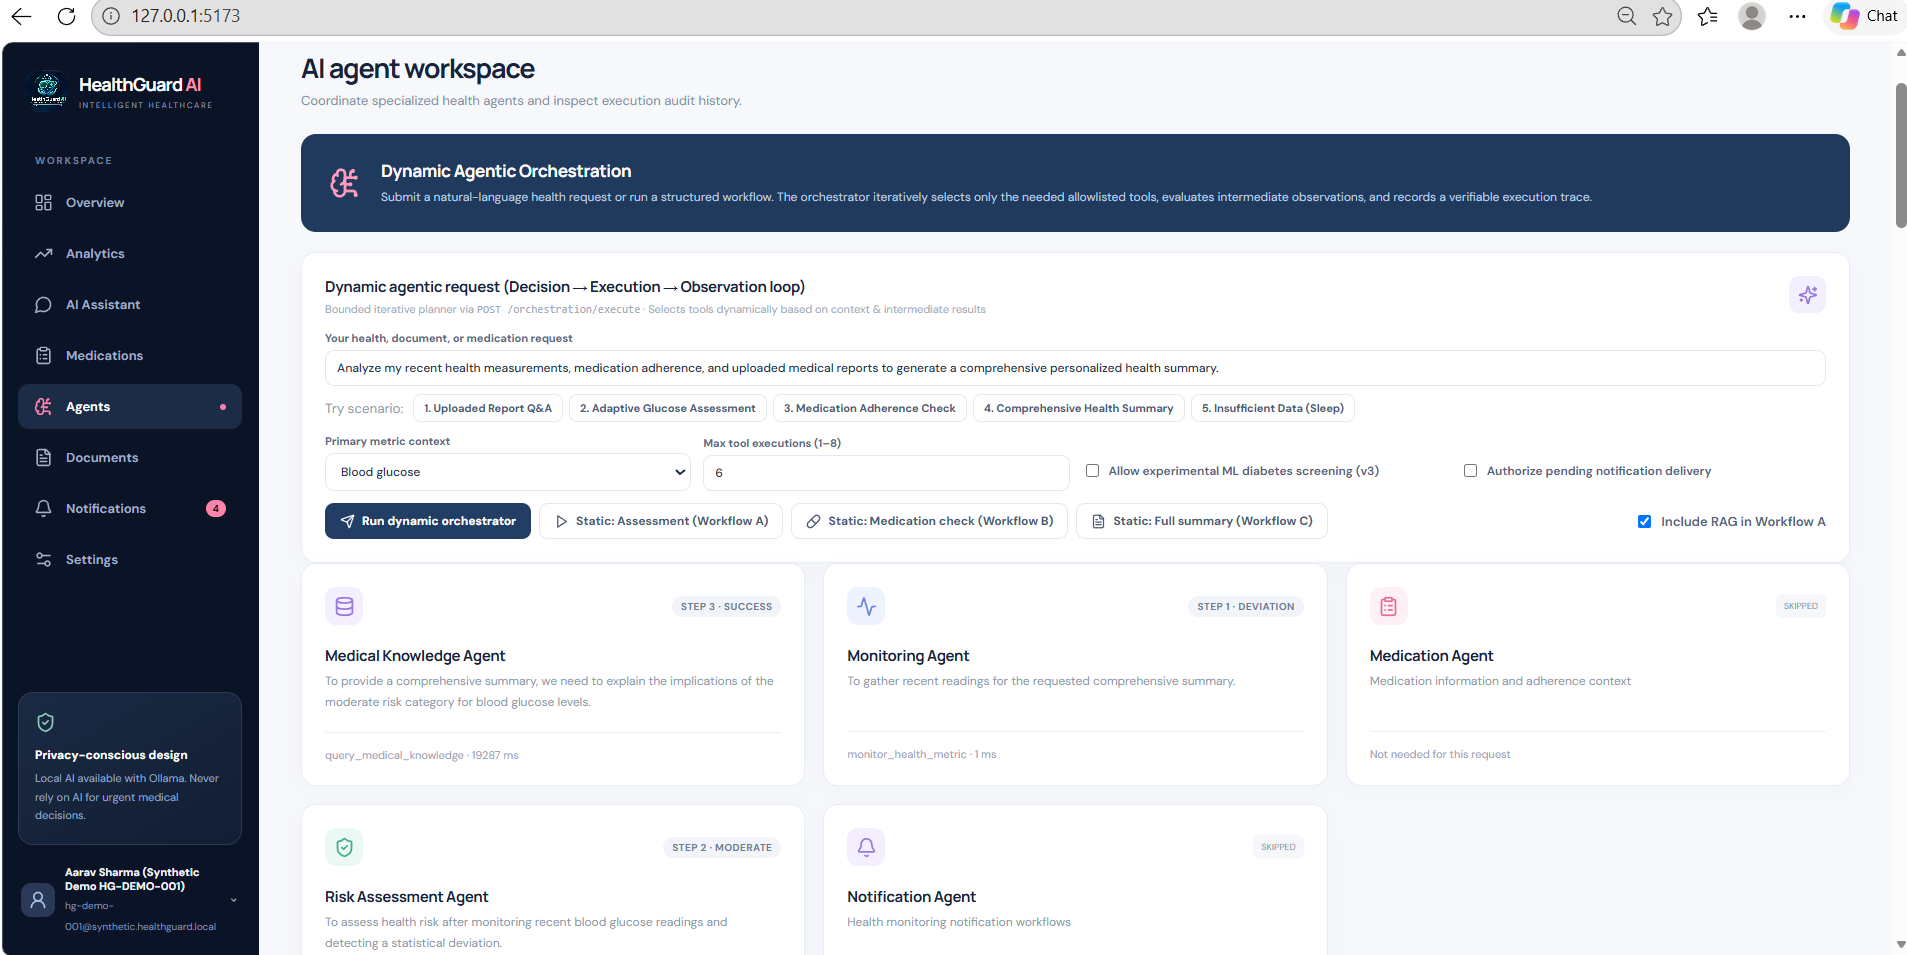 127.0.0.1:5173
Chat
HealthGuard AI
INTELLIGENT HEALTHCARE
WORKSPACE
Overview
Analytics
AI Assistant
Medications
Agents
Documents
Notifications
4
Settings
Privacy-conscious design
Local AI available with Ollama. Never
rely on AI for urgent medical
decisions.
Aarav Sharma (Synthetic
Demo HG-DEMO-001)
hg-demo-
001@synthetic.healthguard.local
AI agent workspace
Coordinate specialized health agents and inspect execution audit history.
Dynamic Agentic Orchestration
Submit a natural-language health request or run a structured workflow. The orchestrator iteratively selects only the needed allowlisted tools, evaluates intermediate observations, and records a verifiable execution trace.
Dynamic agentic request (Decision → Execution → Observation loop)
Bounded iterative planner via POST /orchestration/execute · Selects tools dynamically based on context & intermediate results
Your health, document, or medication request
Analyze my recent health measurements, medication adherence, and uploaded medical reports to generate a comprehensive personalized health summary.
Try scenario:
1. Uploaded Report Q&A
2. Adaptive Glucose Assessment
3. Medication Adherence Check
4. Comprehensive Health Summary
5. Insufficient Data (Sleep)
Primary metric context
Max tool executions (1–8)
Blood glucose
6
Allow experimental ML diabetes screening (v3)
Authorize pending notification delivery
Run dynamic orchestrator
Static: Assessment (Workflow A)
Static: Medication check (Workflow B)
Static: Full summary (Workflow C)
Include RAG in Workflow A
STEP 3 · SUCCESS
Medical Knowledge Agent
To provide a comprehensive summary, we need to explain the implications of the
moderate risk category for blood glucose levels.
query_medical_knowledge · 19287 ms
STEP 1 · DEVIATION
Monitoring Agent
To gather recent readings for the requested comprehensive summary.
monitor_health_metric · 1 ms
SKIPPED
Medication Agent
Medication information and adherence context
Not needed for this request
STEP 2 · MODERATE
Risk Assessment Agent
To assess health risk after monitoring recent blood glucose readings and
detecting a statistical deviation.
SKIPPED
Notification Agent
Health monitoring notification workflows